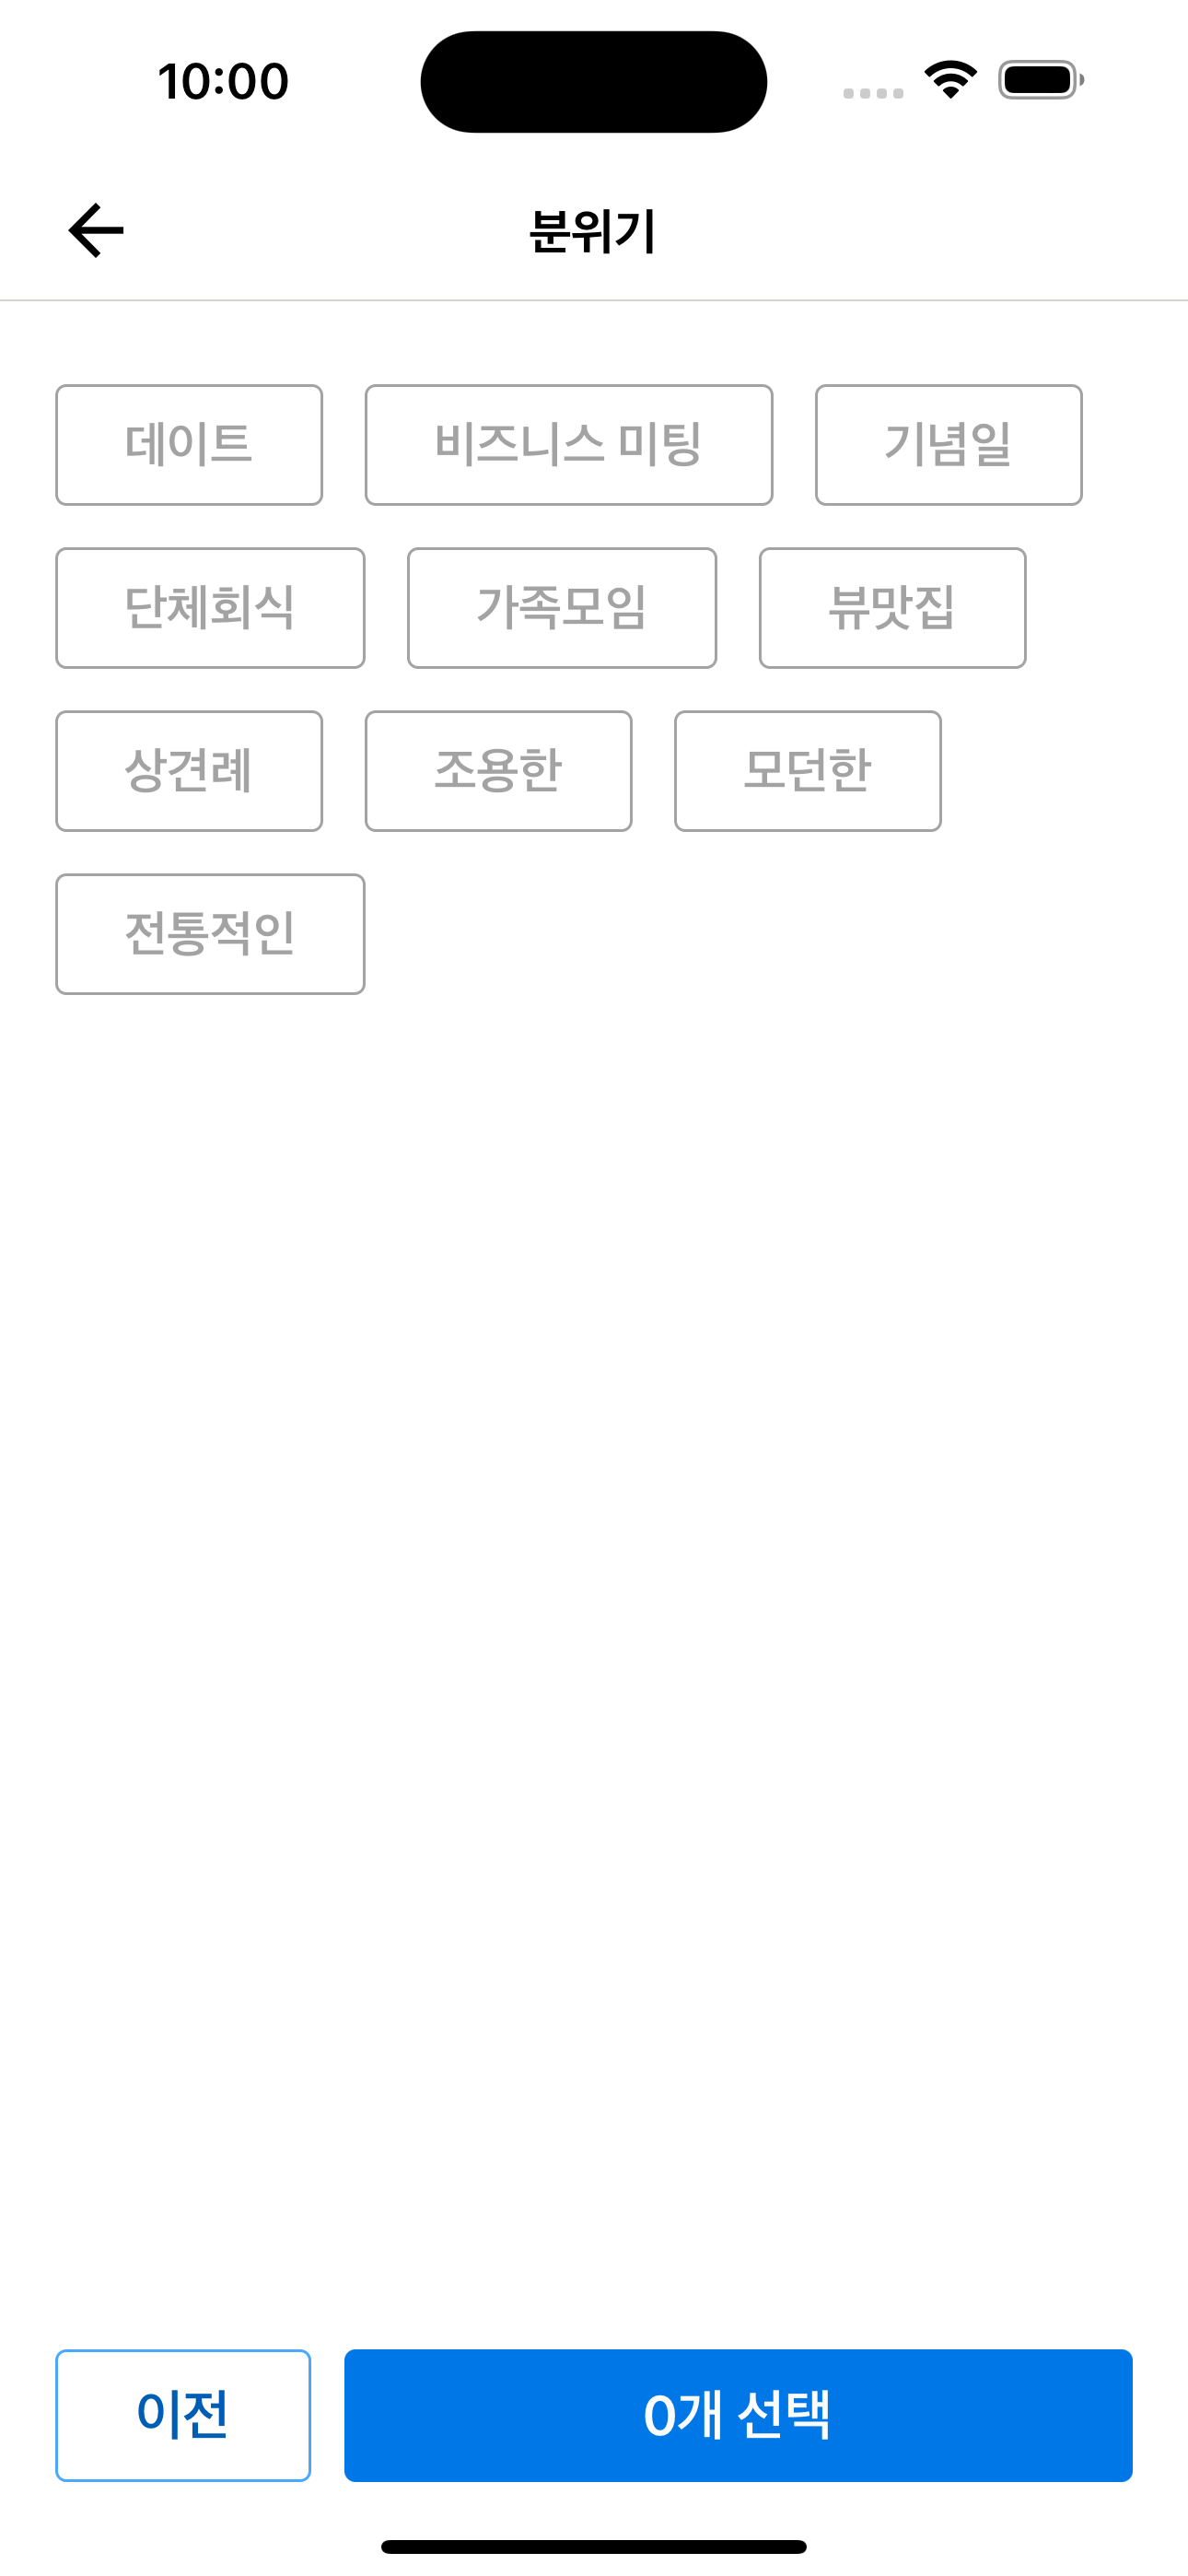 10:00
분위기
데이트 비즈니스 미팅 기념일
단체회식 가족모임 뷰맛집
상견례 조용한 모던한
전통적인
이전 0개 선택